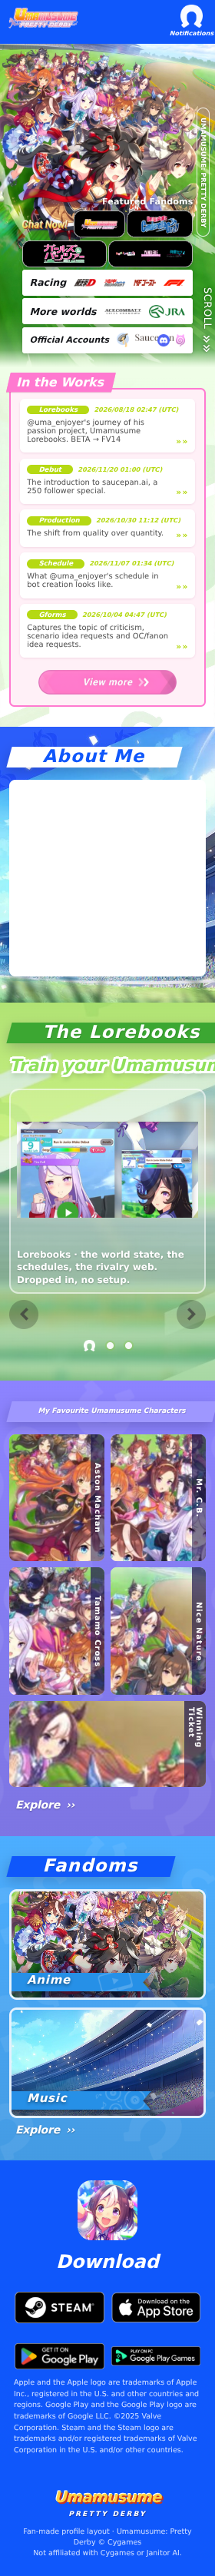 Umamusume
PRETTY DERBY
Notifications
Featured Fandoms
UMAMUSUME: PRETTY DERBY
Chat Now!
SCROLL
Racing
Official Accounts
More worlds
ACE COMBAT
JRA
Saucepan
In the Works
Lorebooks 2026/08/18 02:47 (UTC)
@uma_enjoyer's journey of his
passion project, Umamusume
Lorebooks. BETA → FV14
Debut 2026/11/20 01:00 (UTC)
The introduction to saucepan.ai, a
250 follower special.
Production 2026/10/30 11:12 (UTC)
The shift from quality over quantity.
Schedule 2026/11/07 01:34 (UTC)
What @uma_enjoyer's schedule in
bot creation looks like.
Gforms 2026/10/04 04:47 (UTC)
Captures the topic of criticism,
scenario idea requests and OC/fanon
idea requests.
View more
About Me
The Lorebooks
Train your Umamusum
Lorebooks · the world state, the
schedules, the rivalry web.
Dropped in, no setup.
My Favourite Umamusume Characters
Aston Machan
Mr. C.B.
Tamamo Cross
Nice Nature
Winning
Ticket
Explore ››
Fandoms
Anime
Music
Explore ››
Download
STEAM
Download on the
App Store
GET IT ON
Google Play
PLAY ON PC
Google Play Games
Apple and the Apple logo are trademarks of Apple
Inc., registered in the U.S. and other countries and
regions. Google Play and the Google Play logo are
trademarks of Google LLC. ©2025 Valve
Corporation. Steam and the Steam logo are
trademarks and/or registered trademarks of Valve
Corporation in the U.S. and/or other countries.
Umamusume
PRETTY DERBY
Fan-made profile layout · Umamusume: Pretty
Derby © Cygames
Not affiliated with Cygames or Janitor AI.